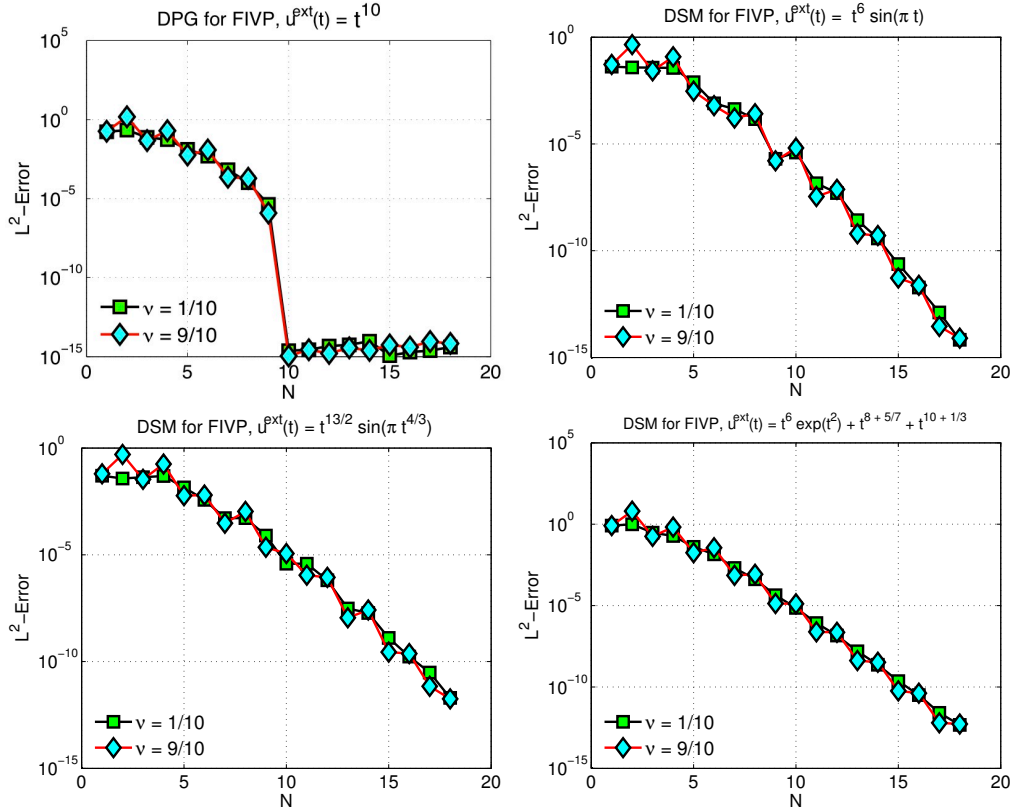 DPG for FIVP, u^ext(t) = t^10
10^5
10^0
10^−5
10^−10
10^−15
L^2−Error
ν = 1/10
ν = 9/10
0 5 10 15 20
N
DSM for FIVP, u^ext(t) = t^6 sin(π t)
10^0
10^−5
10^−10
10^−15
L^2−Error
ν = 1/10
ν = 9/10
0 5 10 15 20
N
DSM for FIVP, u^ext(t) = t^13/2 sin(π t^4/3)
10^0
10^−5
10^−10
10^−15
L^2−Error
ν = 1/10
ν = 9/10
0 5 10 15 20
N
DSM for FIVP, u^ext(t) = t^6 exp(t^2) + t^8 + 5/7 + t^10 + 1/3
10^5
10^0
10^−5
10^−10
10^−15
L^2−Error
ν = 1/10
ν = 9/10
0 5 10 15 20
N